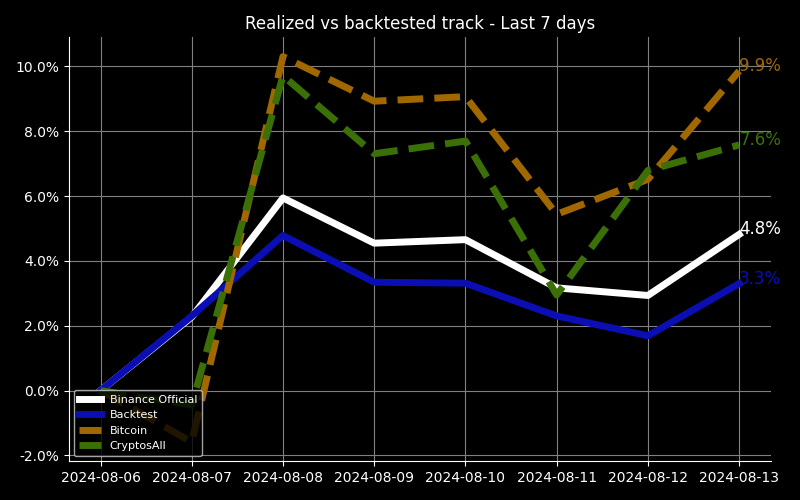 Realized vs backtested track - Last 7 days
10.0%
8.0%
6.0%
4.0%
2.0%
0.0%
-2.0%
9.9%
7.6%
4.8%
3.3%
Binance Official
Backtest
Bitcoin
CryptosAll
2024-08-06 2024-08-07 2024-08-08 2024-08-09 2024-08-10 2024-08-11 2024-08-12 2024-08-13